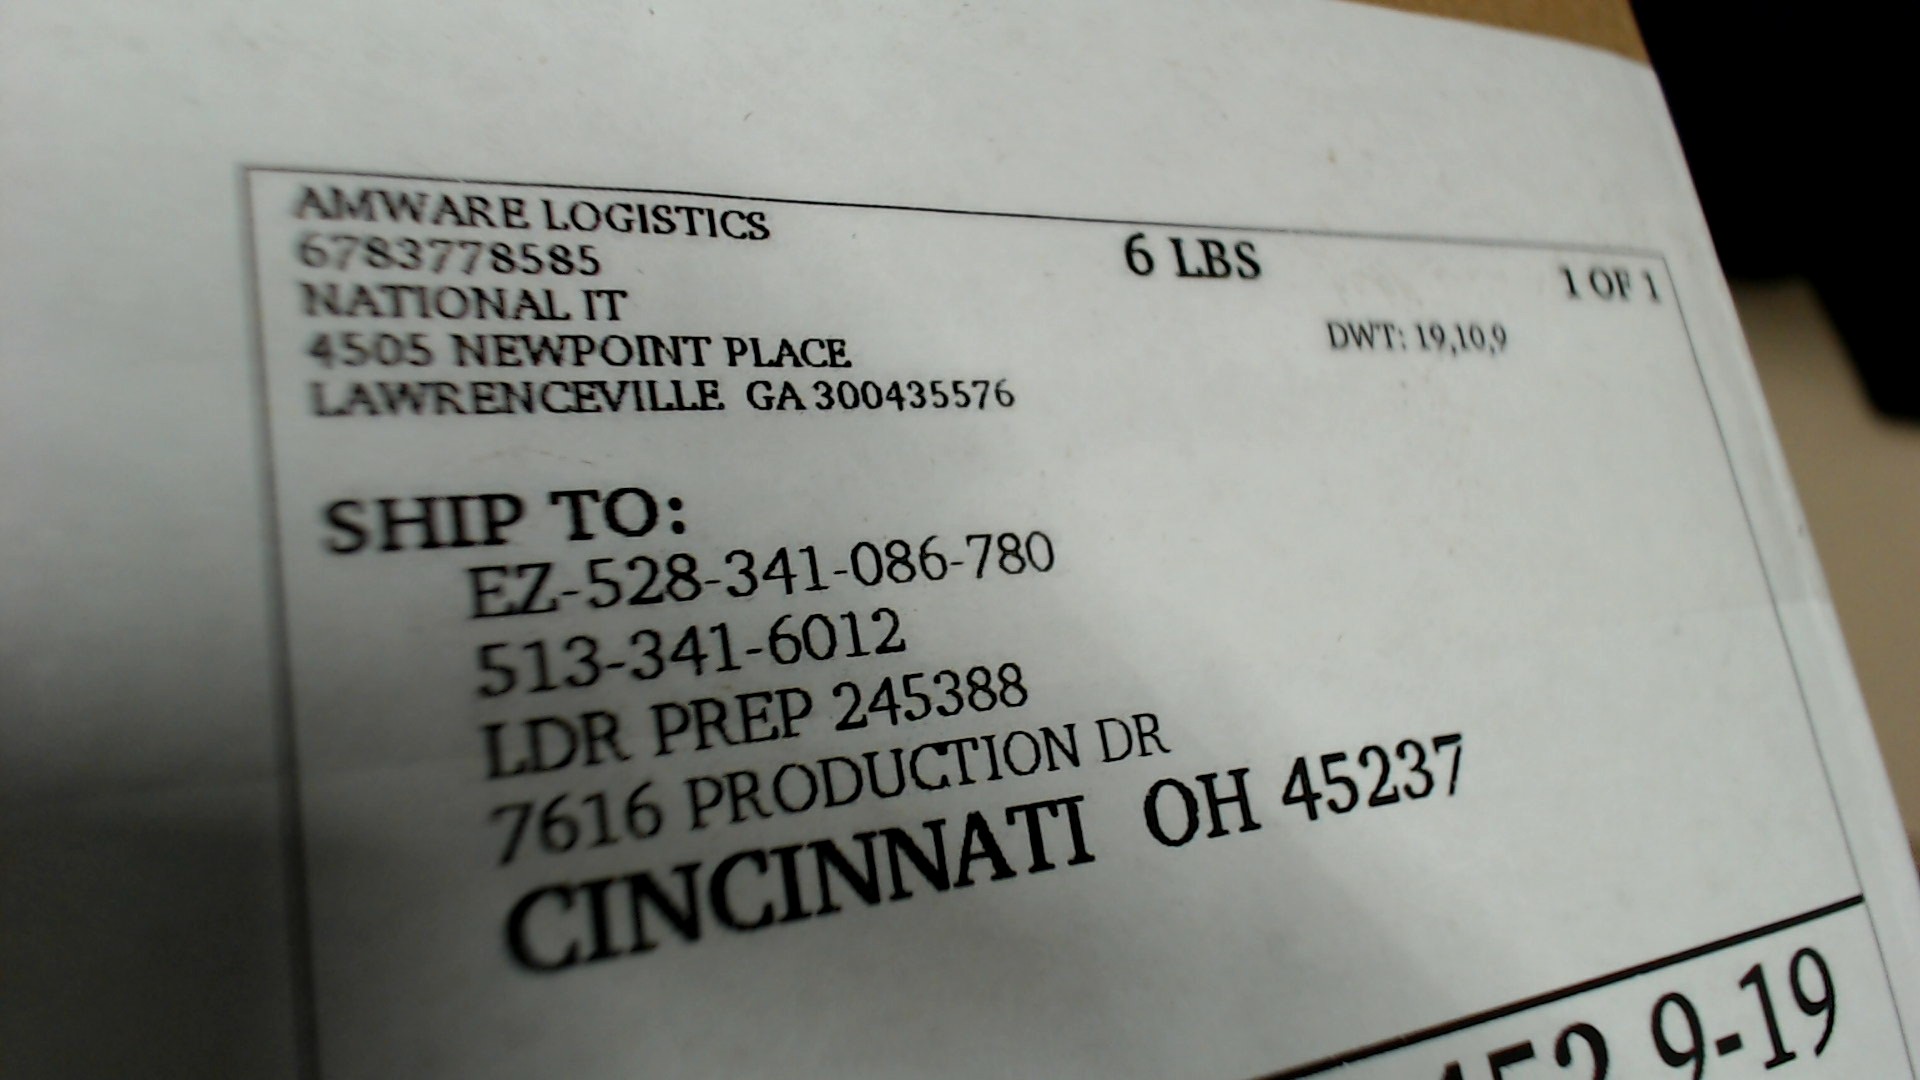 AMWARE LOGISTICS
6783778585
NATIONAL IT
4505 NEWPOINT PLACE
LAWRENCEVILLE GA 300435576
6 LBS
1 OF 1
DWT: 19,10,9
SHIP TO:
EZ-528-341-086-780
513-341-6012
LDR PREP 245388
7616 PRODUCTION DR
CINCINNATI OH 45237
9-19